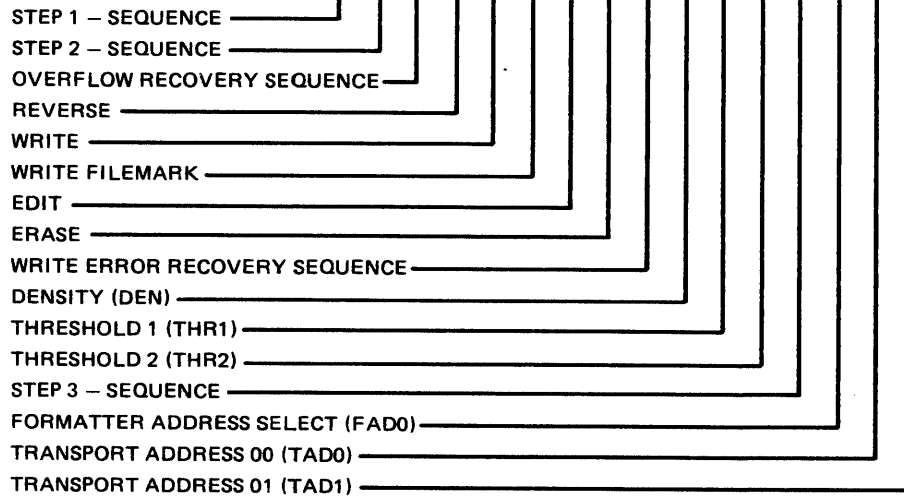 STEP 1 – SEQUENCE
STEP 2 – SEQUENCE
OVERFLOW RECOVERY SEQUENCE
REVERSE
WRITE
WRITE FILEMARK
EDIT
ERASE
WRITE ERROR RECOVERY SEQUENCE
DENSITY (DEN)
THRESHOLD 1 (THR1)
THRESHOLD 2 (THR2)
STEP 3 – SEQUENCE
FORMATTER ADDRESS SELECT (FAD0)
TRANSPORT ADDRESS 00 (TAD0)
TRANSPORT ADDRESS 01 (TAD1)